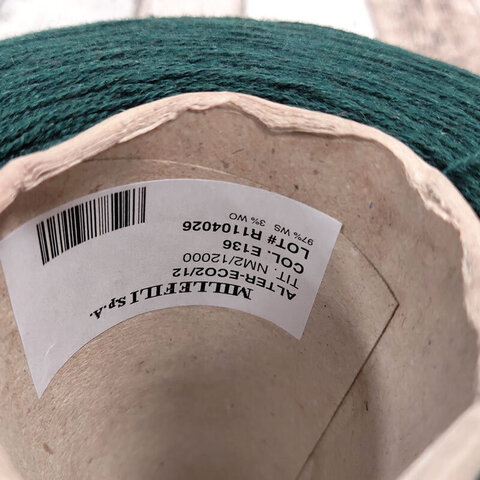 MILLEFILI S.p.A.
ALTER-ECO2/12
TIT. NM2/12000
COL. E136
LOT# R1104026
97% WS 3% WO